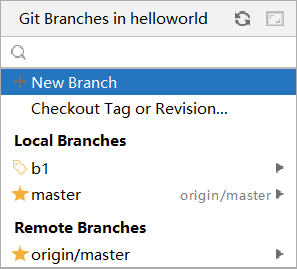 Git Branches in helloworld
New Branch
Checkout Tag or Revision...
Local Branches
b1
master origin/master
Remote Branches
origin/master